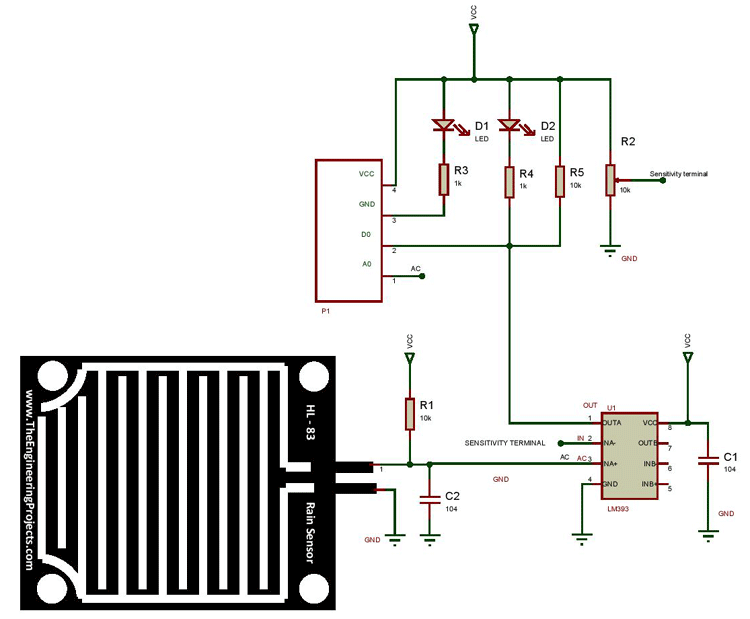 VCC
D1
LED
D2
LED
R3
1k
R4
1k
R5
10k
R2
10k
Sensitivity terminal
GND
VCC
4
GND
3
D0
2
A0
1
AC
P1
VCC
R1
10k
1
C2
104
GND
SENSITIVITY TERMINAL
AC
GND
OUT
U1
1
OUTA
VCC
8
IN
2
NA-
OUTB
7
AC
3
NA+
INB-
6
4
GND
INB+
5
LM393
VCC
C1
104
GND
www.TheEngineeringProjects.com
HL - 83
Rain Sensor